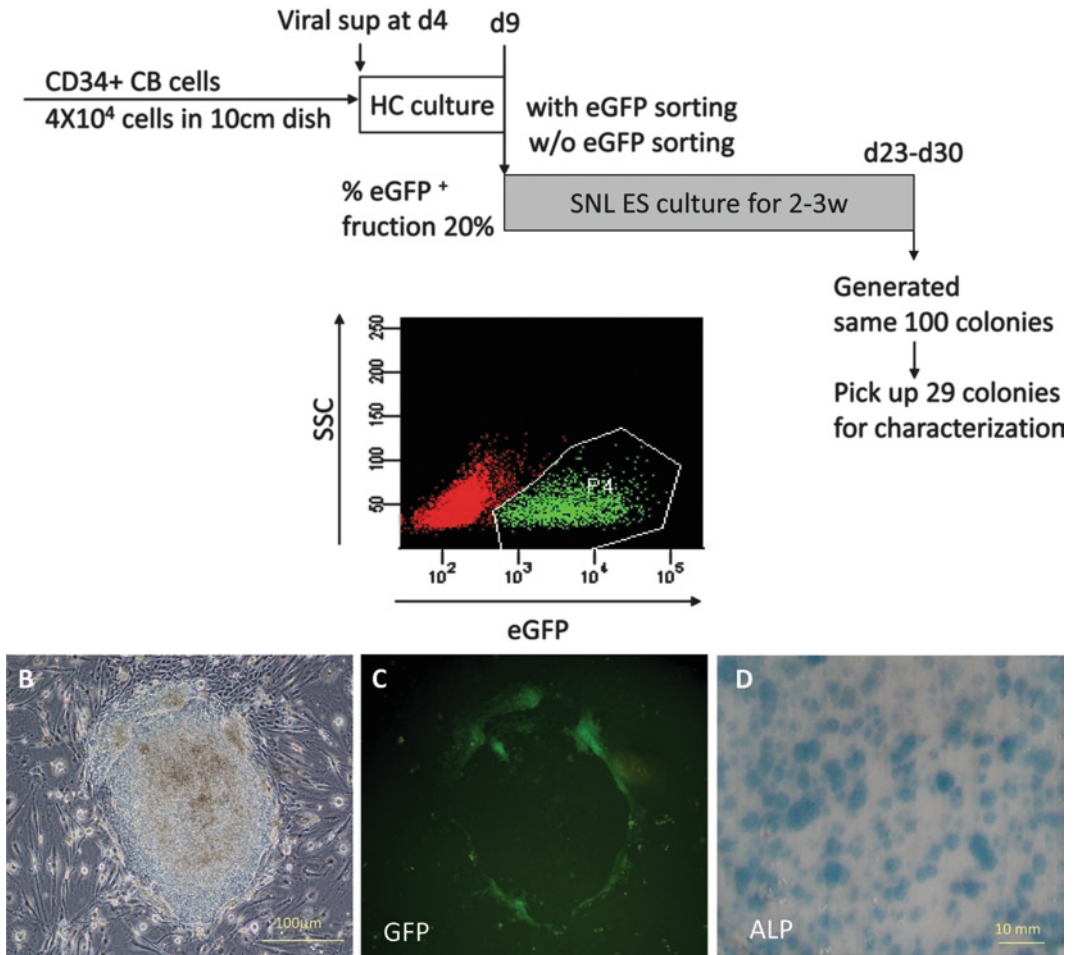 Viral sup at d4
d9
CD34+ CB cells
4X10⁴ cells in 10cm dish
HC culture
with eGFP sorting
w/o eGFP sorting
d23-d30
% eGFP ⁺
fruction 20%
SNL ES culture for 2-3w
Generated
same 100 colonies
Pick up 29 colonies
for characterization
250
200
150
100
50
SSC
P4
10² 10³ 10⁴ 10⁵
eGFP
B
100μm
C
GFP
D
ALP
10 mm